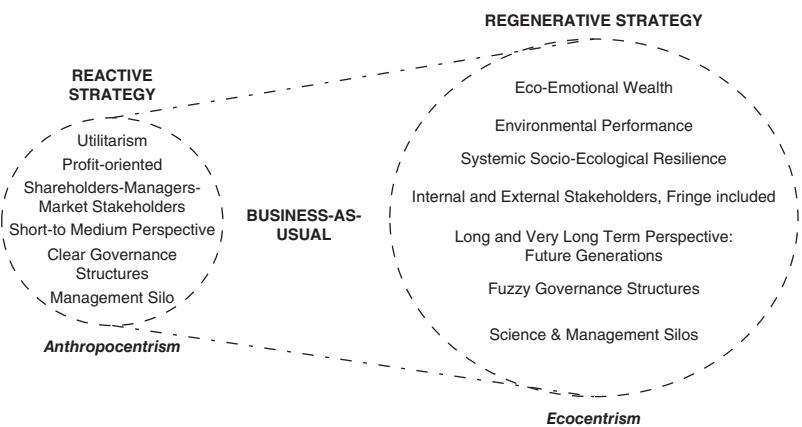 REACTIVE
STRATEGY
Utilitarism
Profit-oriented
Shareholders-Managers-
Market Stakeholders
Short-to Medium Perspective
Clear Governance
Structures
Management Silo
Anthropocentrism
BUSINESS-AS-
USUAL
REGENERATIVE STRATEGY
Eco-Emotional Wealth
Environmental Performance
Systemic Socio-Ecological Resilience
Internal and External Stakeholders, Fringe included
Long and Very Long Term Perspective:
Future Generations
Fuzzy Governance Structures
Science & Management Silos
Ecocentrism